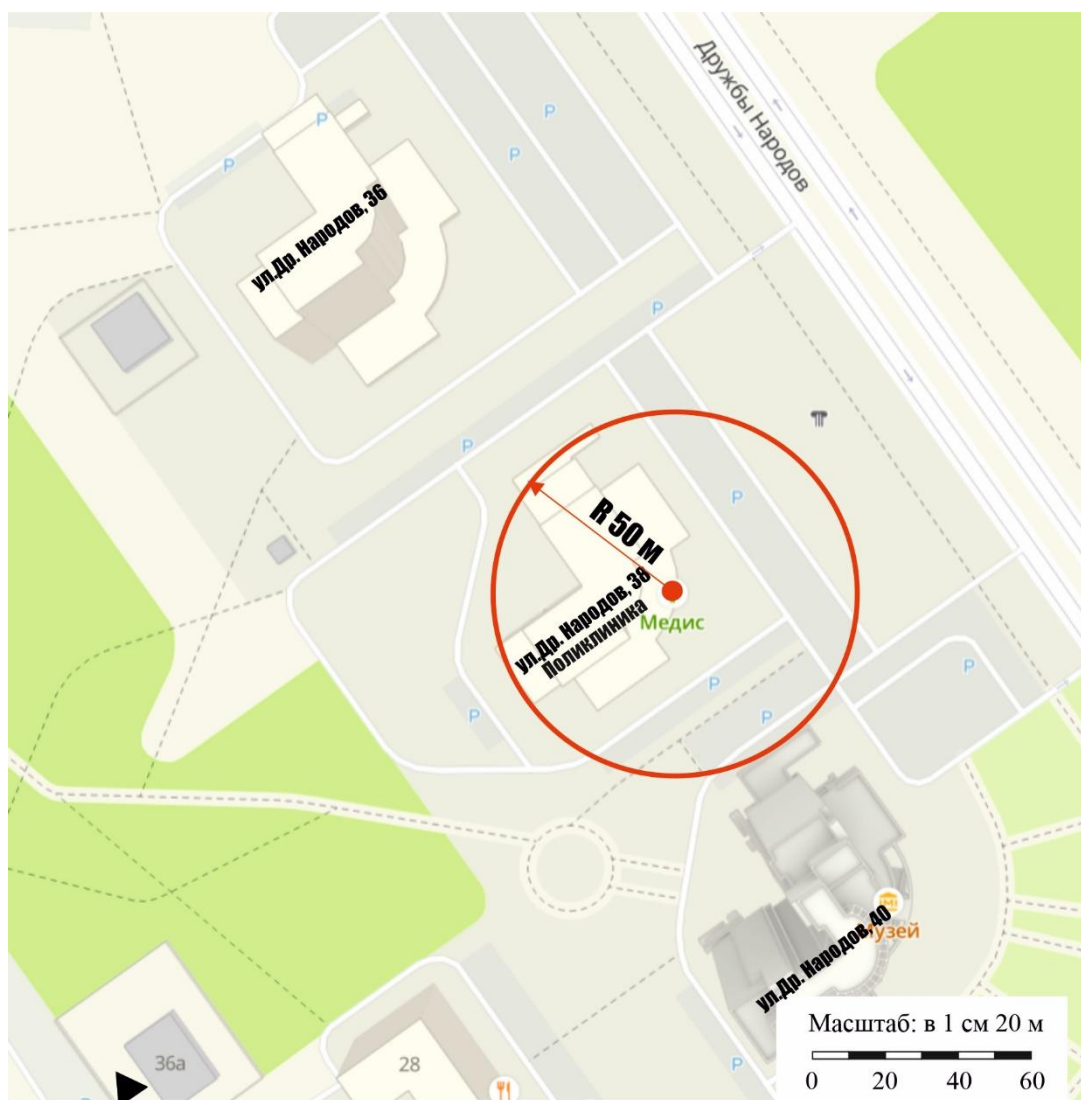 Дружбы Народов
P
P
P
P
ул.Др. Народов, 36
P
P
P
R 50 м
ул.Др. Народов, 38
Поликлиника
Медис
P
P
P
P
ул.Др. Народов, 40
Музей
Масштаб: в 1 см 20 м
0 20 40 60
36а
28
P